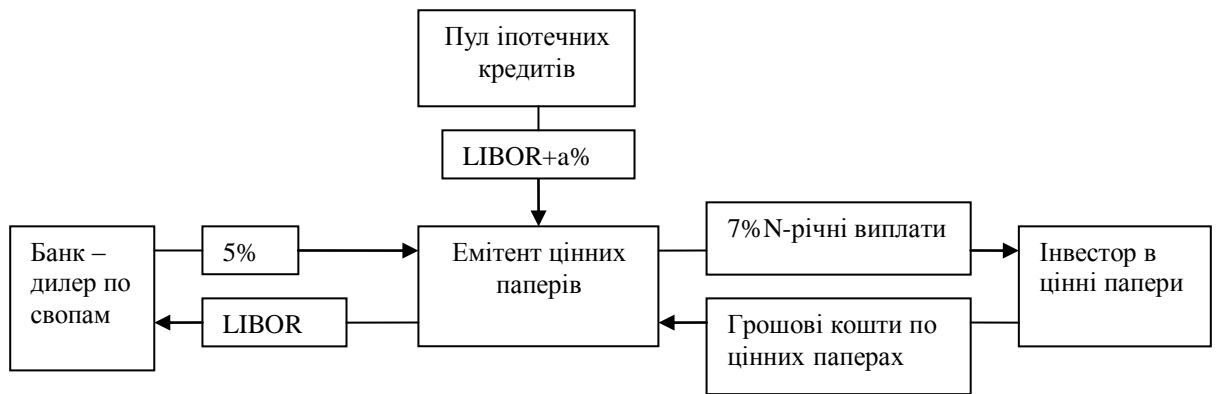 Пул іпотечних
кредитів
LIBOR+a%
Банк –
дилер по
свопам
5%
LIBOR
Емітент цінних
паперів
7%N-річні виплати
Грошові кошти по
цінних паперах
Інвестор в
цінні папери